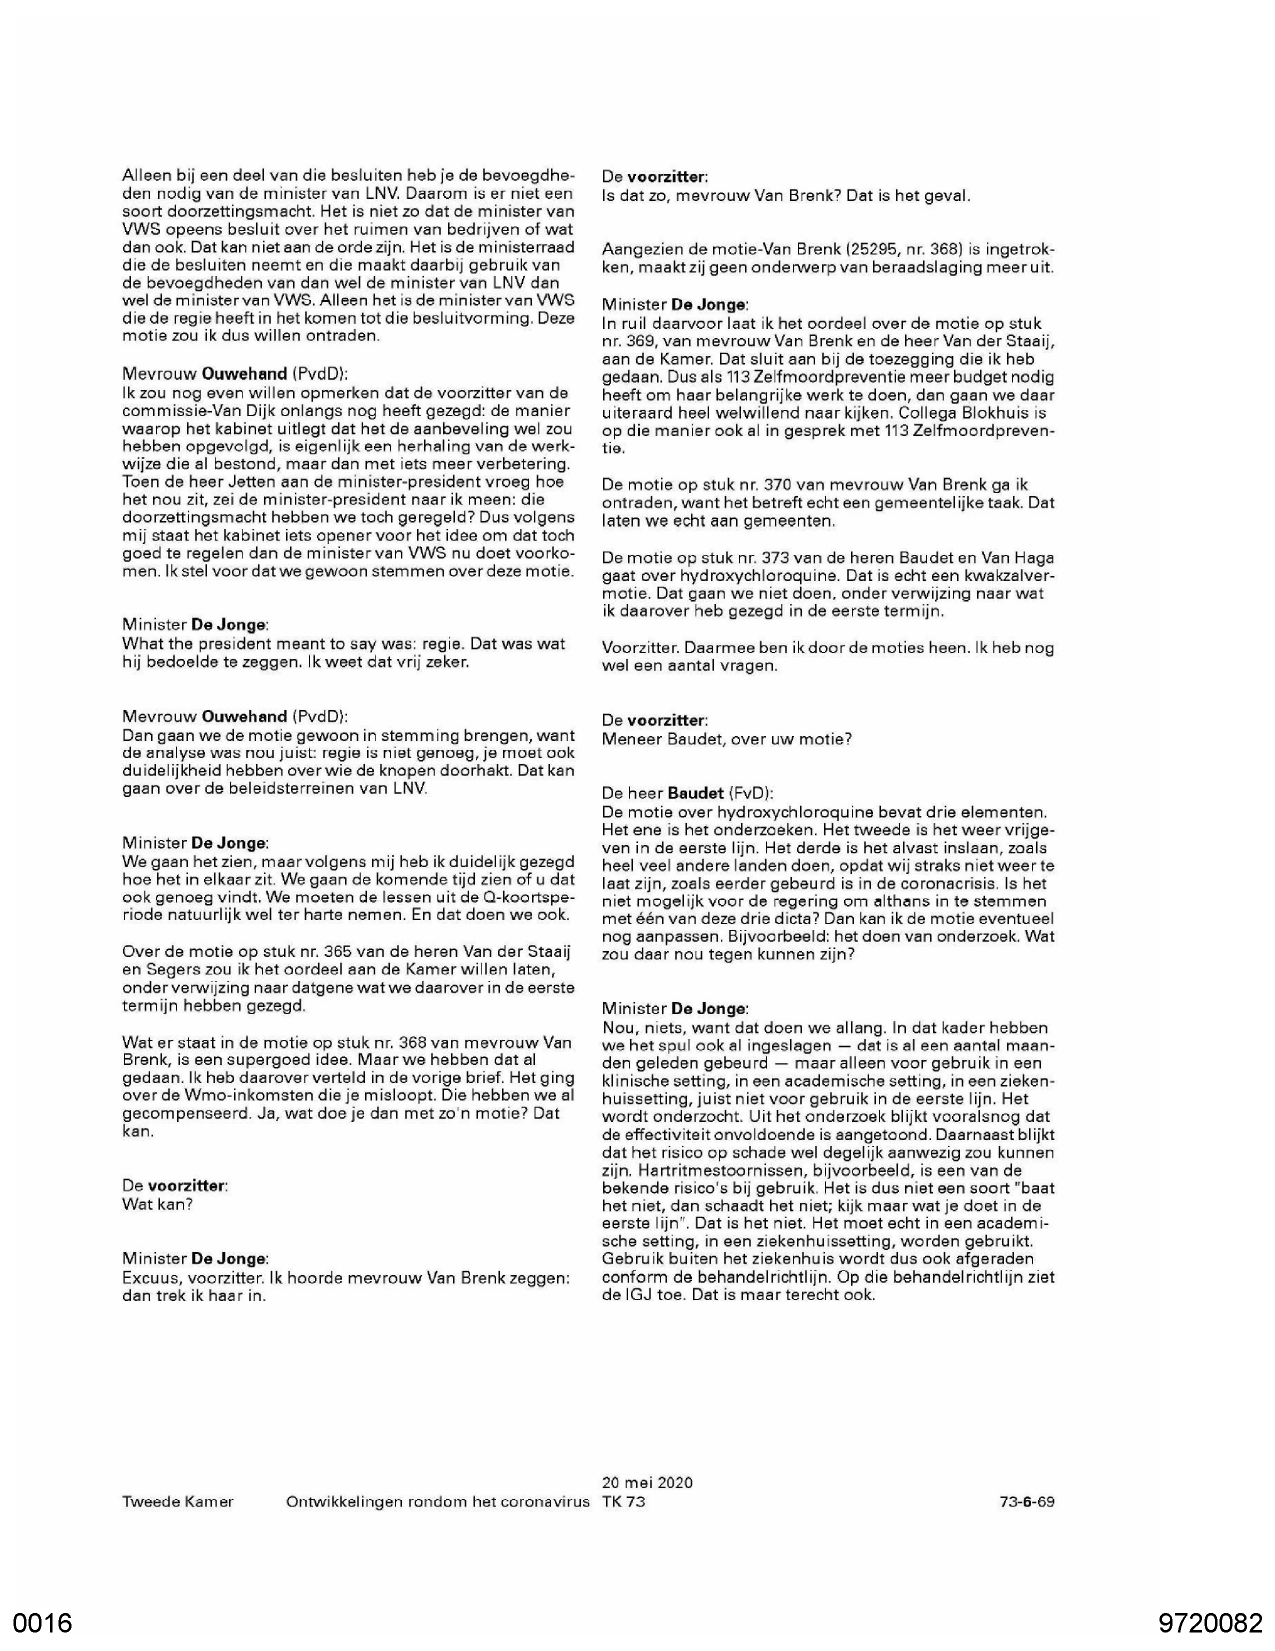 Alleen bij een deel van die besluiten heb je de bevoegdhe-
den nodig van de minister van LNV. Daarom is er niet een
soort doorzettingsmacht. Het is niet zo dat de minister van
VWS opeens besluit over het ruimen van bedrijven of wat
dan ook. Dat kan niet aan de orde zijn. Het is de ministerraad
die de besluiten neemt en die maakt daarbij gebruik van
de bevoegdheden van dan wel de minister van LNV dan
wel de minister van VWS. Alleen het is de minister van VWS
die de regie heeft in het komen tot die besluitvorming. Deze
motie zou ik dus willen ontraden.
Mevrouw Ouwehand (PvdD):
Ik zou nog even willen opmerken dat de voorzitter van de
commissie-Van Dijk onlangs nog heeft gezegd: de manier
waarop het kabinet uitlegt dat het de aanbeveling wel zou
hebben opgevolgd, is eigenlijk een herhaling van de werk-
wijze die al bestond, maar dan met iets meer verbetering.
Toen de heer Jetten aan de minister-president vroeg hoe
het nou zit, zei de minister-president naar ik meen: die
doorzettingsmacht hebben we toch geregeld? Dus volgens
mij staat het kabinet iets opener voor het idee om dat toch
goed te regelen dan de minister van VWS nu doet voorko-
men. Ik stel voor dat we gewoon stemmen over deze motie.
Minister De Jonge:
What the president meant to say was: regie. Dat was wat
hij bedoelde te zeggen. Ik weet dat vrij zeker.
Mevrouw Ouwehand (PvdD):
Dan gaan we de motie gewoon in stemming brengen, want
de analyse was nou juist: regie is niet genoeg, je moet ook
duidelijkheid hebben over wie de knopen doorhakt. Dat kan
gaan over de beleidsterreinen van LNV.
Minister De Jonge:
We gaan het zien, maar volgens mij heb ik duidelijk gezegd
hoe het in elkaar zit. We gaan de komende tijd zien of u dat
ook genoeg vindt. We moeten de lessen uit de Q-koortspe-
riode natuurlijk wel ter harte nemen. En dat doen we ook.
Over de motie op stuk nr. 365 van de heren Van der Staaij
en Segers zou ik het oordeel aan de Kamer willen laten,
onder verwijzing naar datgene wat we daarover in de eerste
termijn hebben gezegd.
Wat er staat in de motie op stuk nr. 368 van mevrouw Van
Brenk, is een supergoed idee. Maar we hebben dat al
gedaan. Ik heb daarover verteld in de vorige brief. Het ging
over de Wmo-inkomsten die je misloopt. Die hebben we al
gecompenseerd. Ja, wat doe je dan met zo'n motie? Dat
kan.
De voorzitter:
Wat kan?
Minister De Jonge:
Excuus, voorzitter. Ik hoorde mevrouw Van Brenk zeggen:
dan trek ik haar in.
De voorzitter:
Is dat zo, mevrouw Van Brenk? Dat is het geval.
Aangezien de motie-Van Brenk (25295, nr. 368) is ingetrok-
ken, maakt zij geen onderwerp van beraadslaging meer uit.
Minister De Jonge:
In ruil daarvoor laat ik het oordeel over de motie op stuk
nr. 369, van mevrouw Van Brenk en de heer Van der Staaij,
aan de Kamer. Dat sluit aan bij de toezegging die ik heb
gedaan. Dus als 113 Zelfmoordpreventie meer budget nodig
heeft om haar belangrijke werk te doen, dan gaan we daar
uiteraard heel welwillend naar kijken. Collega Blokhuis is
op die manier ook al in gesprek met 113 Zelfmoordpreven-
tie.
De motie op stuk nr. 370 van mevrouw Van Brenk ga ik
ontraden, want het betreft echt een gemeentelijke taak. Dat
laten we echt aan gemeenten.
De motie op stuk nr. 373 van de heren Baudet en Van Haga
gaat over hydroxychloroquine. Dat is echt een kwakzalver-
motie. Dat gaan we niet doen, onder verwijzing naar wat
ik daarover heb gezegd in de eerste termijn.
Voorzitter. Daarmee ben ik door de moties heen. Ik heb nog
wel een aantal vragen.
De voorzitter:
Meneer Baudet, over uw motie?
De heer Baudet (FvD):
De motie over hydroxychloroquine bevat drie elementen.
Het ene is het onderzoeken. Het tweede is het weer vrijge-
ven in de eerste lijn. Het derde is het alvast inslaan, zoals
heel veel andere landen doen, opdat wij straks niet weer te
laat zijn, zoals eerder gebeurd is in de coronacrisis. Is het
niet mogelijk voor de regering om althans in te stemmen
met één van deze drie dicta? Dan kan ik de motie eventueel
nog aanpassen. Bijvoorbeeld: het doen van onderzoek. Wat
zou daar nou tegen kunnen zijn?
Minister De Jonge:
Nou, niets, want dat doen we allang. In dat kader hebben
we het spul ook al ingeslagen — dat is al een aantal maan-
den geleden gebeurd — maar alleen voor gebruik in een
klinische setting, in een academische setting, in een zieken-
huissetting, juist niet voor gebruik in de eerste lijn. Het
wordt onderzocht. Uit het onderzoek blijkt vooralsnog dat
de effectiviteit onvoldoende is aangetoond. Daarnaast blijkt
dat het risico op schade wel degelijk aanwezig zou kunnen
zijn. Hartritmestoornissen, bijvoorbeeld, is een van de
bekende risico's bij gebruik. Het is dus niet een soort "baat
het niet, dan schaadt het niet; kijk maar wat je doet in de
eerste lijn". Dat is het niet. Het moet echt in een academi-
sche setting, in een ziekenhuissetting, worden gebruikt.
Gebruik buiten het ziekenhuis wordt dus ook afgeraden
conform de behandelrichtlijn. Op die behandelrichtlijn ziet
de IGJ toe. Dat is maar terecht ook.
20 mei 2020
Tweede Kamer Ontwikkelingen rondom het coronavirus TK 73 73-6-69
0016 9720082